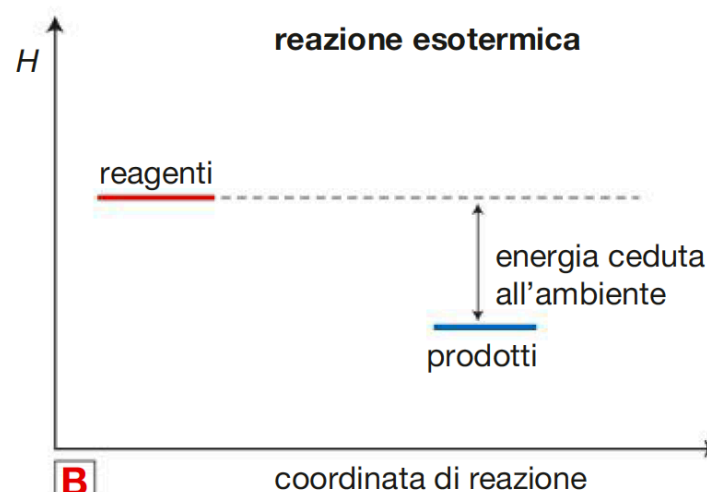 reazione esotermica
H
reagenti
energia ceduta
all'ambiente
prodotti
B
coordinata di reazione